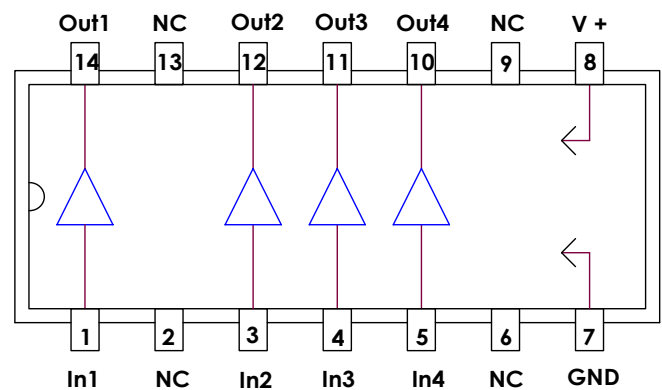 Out1 NC Out2 Out3 Out4 NC V +
14 13 12 11 10 9 8
1 2 3 4 5 6 7
In1 NC In2 In3 In4 NC GND